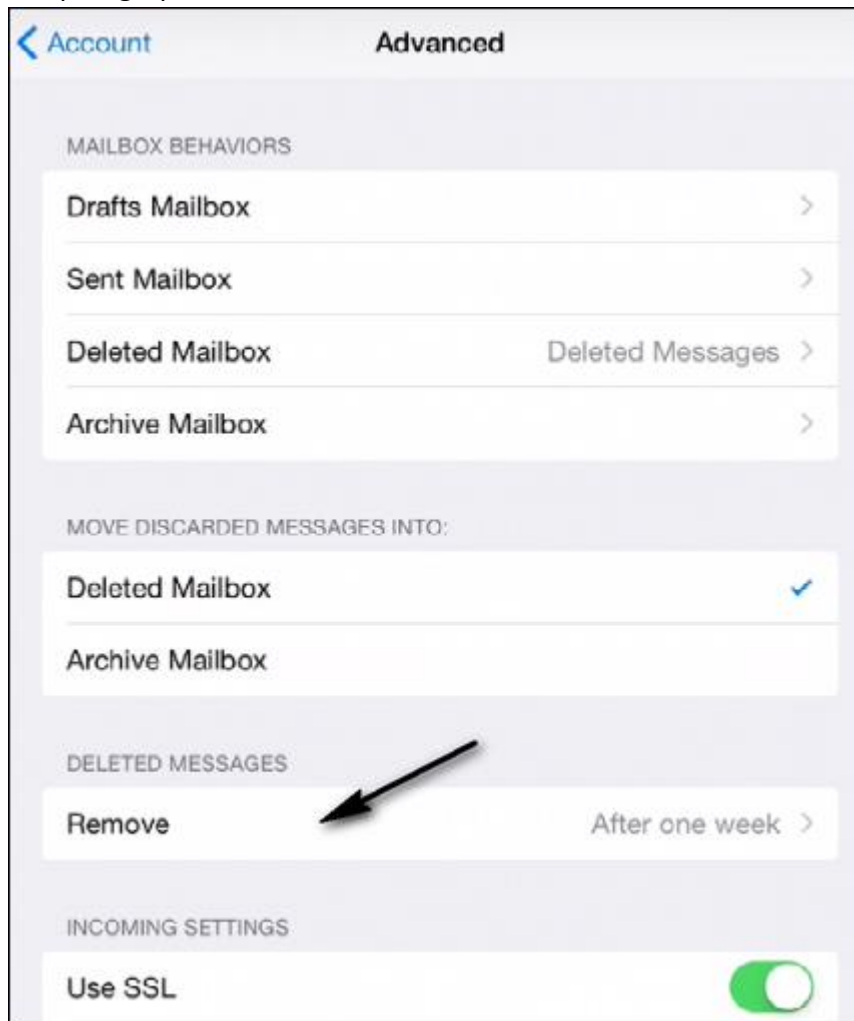 Account
Advanced
MAILBOX BEHAVIORS
Drafts Mailbox
Sent Mailbox
Deleted Mailbox Deleted Messages
Archive Mailbox
MOVE DISCARDED MESSAGES INTO:
Deleted Mailbox
Archive Mailbox
DELETED MESSAGES
Remove After one week
INCOMING SETTINGS
Use SSL